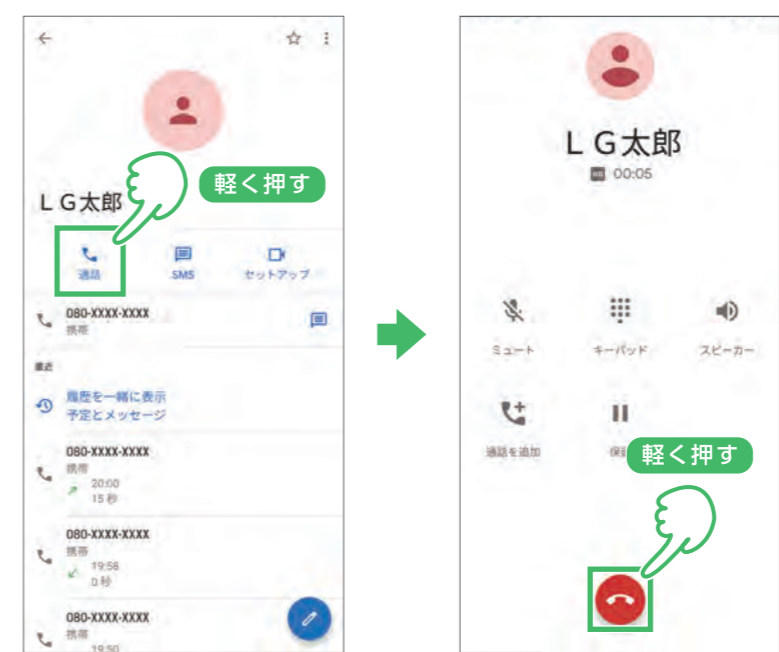 軽く押す
ＬＧ太郎
通話
SMS
セットアップ
080-XXXX-XXXX
携帯
最近
履歴を一緒に表示
予定とメッセージ
080-XXXX-XXXX
携帯
20:00
15 秒
080-XXXX-XXXX
携帯
19:58
0 秒
080-XXXX-XXXX
携帯
19:50
ＬＧ太郎
HD 00:05
ミュート
キーパッド
スピーカー
通話を追加
軽く押す